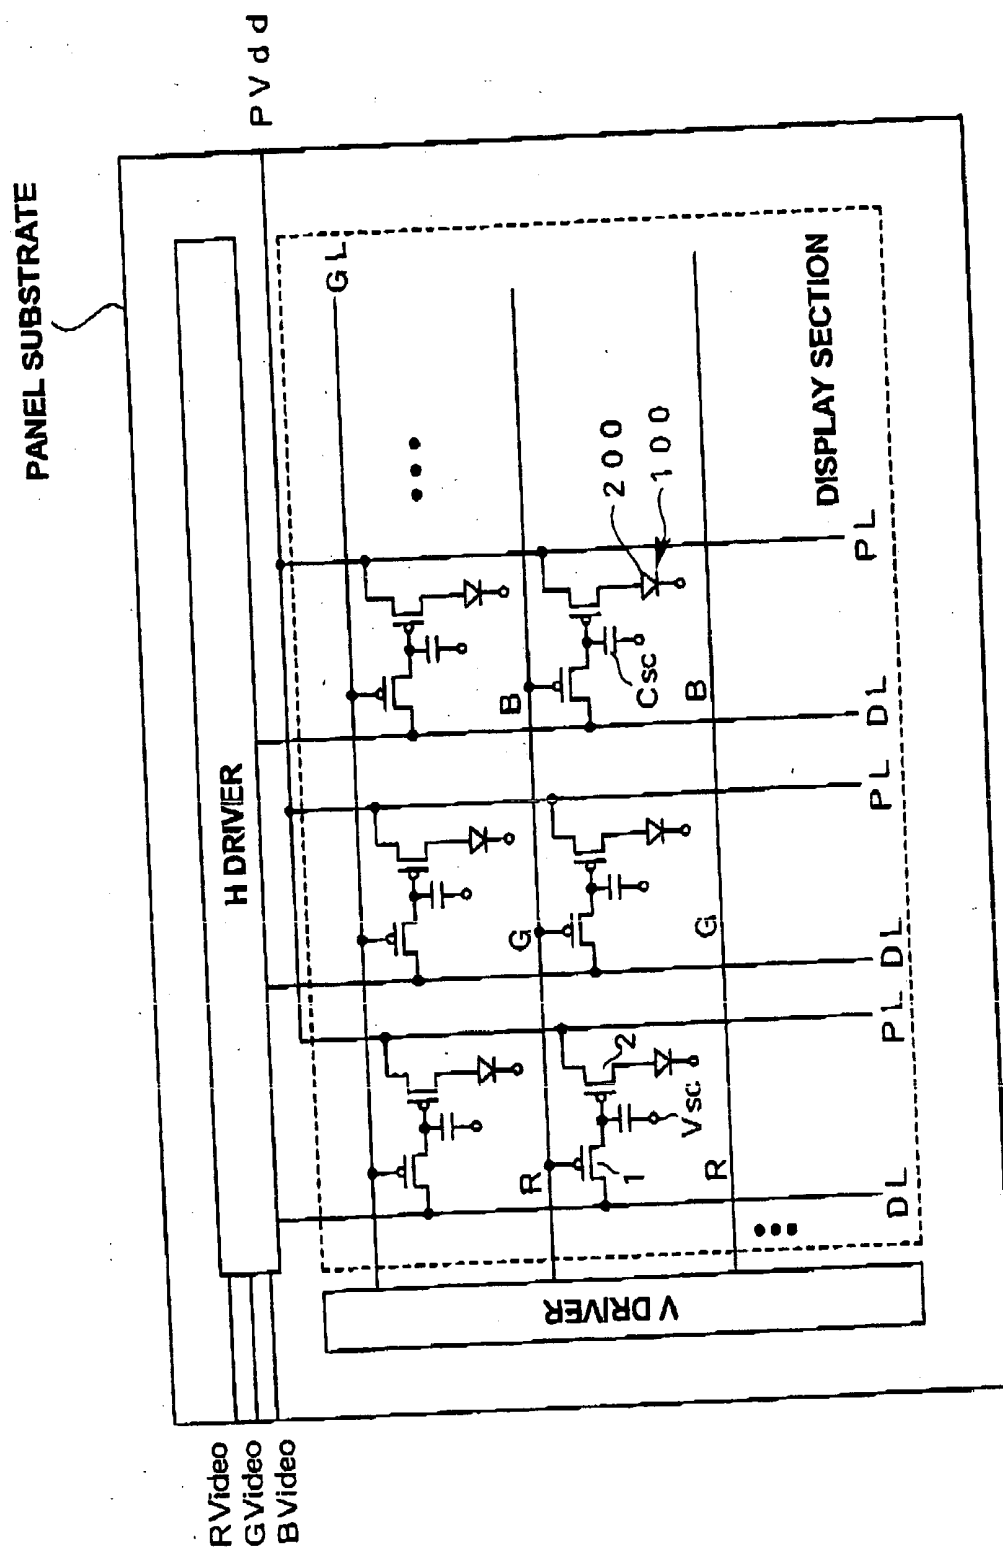 PANEL SUBSTRATE
PVdd
RVideo
GVideo
BVideo
H DRIVER
V DRIVER
GL
R
G
B
1
2
Vsc
Csc
200
100
R
G
B
DL
PL
DL
PL
DL
PL
DISPLAY SECTION